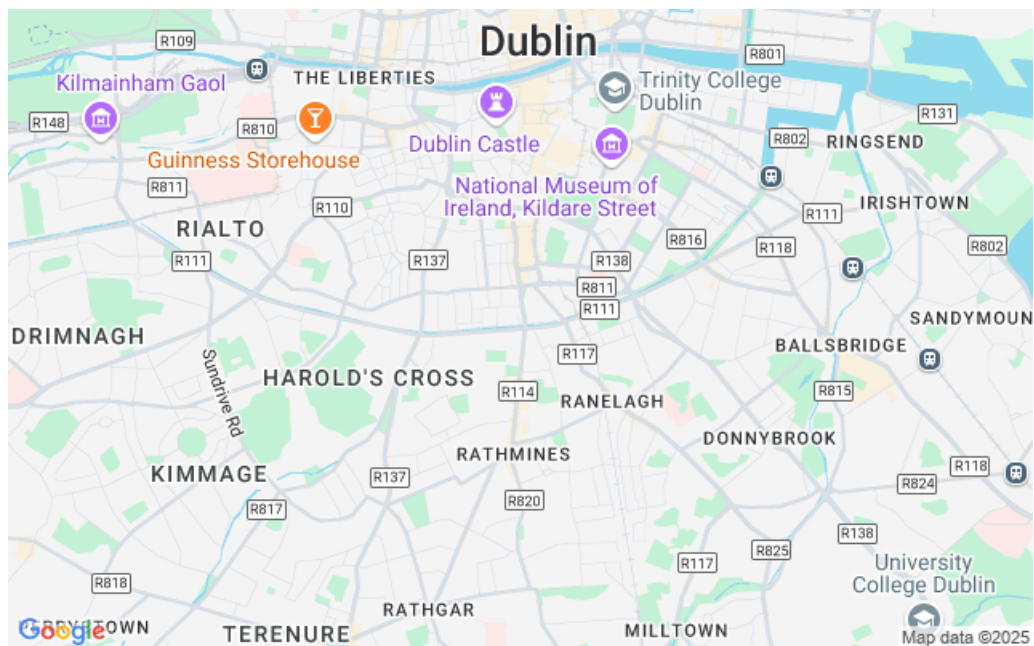 Dublin
R109
R801
THE LIBERTIES
Kilmainham Gaol
Trinity College
Dublin
R148
R810
R131
R802
Dublin Castle
RINGSEND
Guinness Storehouse
National Museum of
Ireland, Kildare Street
R811
R110
R111
IRISHTOWN
RIALTO
R816
R118
R802
R111
R137
R138
R811
R111
DRIMNAGH
SANDYMOUN
BALLSBRIDGE
R117
Sundrive Rd
HAROLD'S CROSS
R114
R815
RANELAGH
DONNYBROOK
RATHMINES
KIMMAGE
R137
R118
R824
R820
R817
R138
R825
R117
University
College Dublin
R818
RATHGAR
Google
TERENURE
MILLTOWN
Map data ©2025